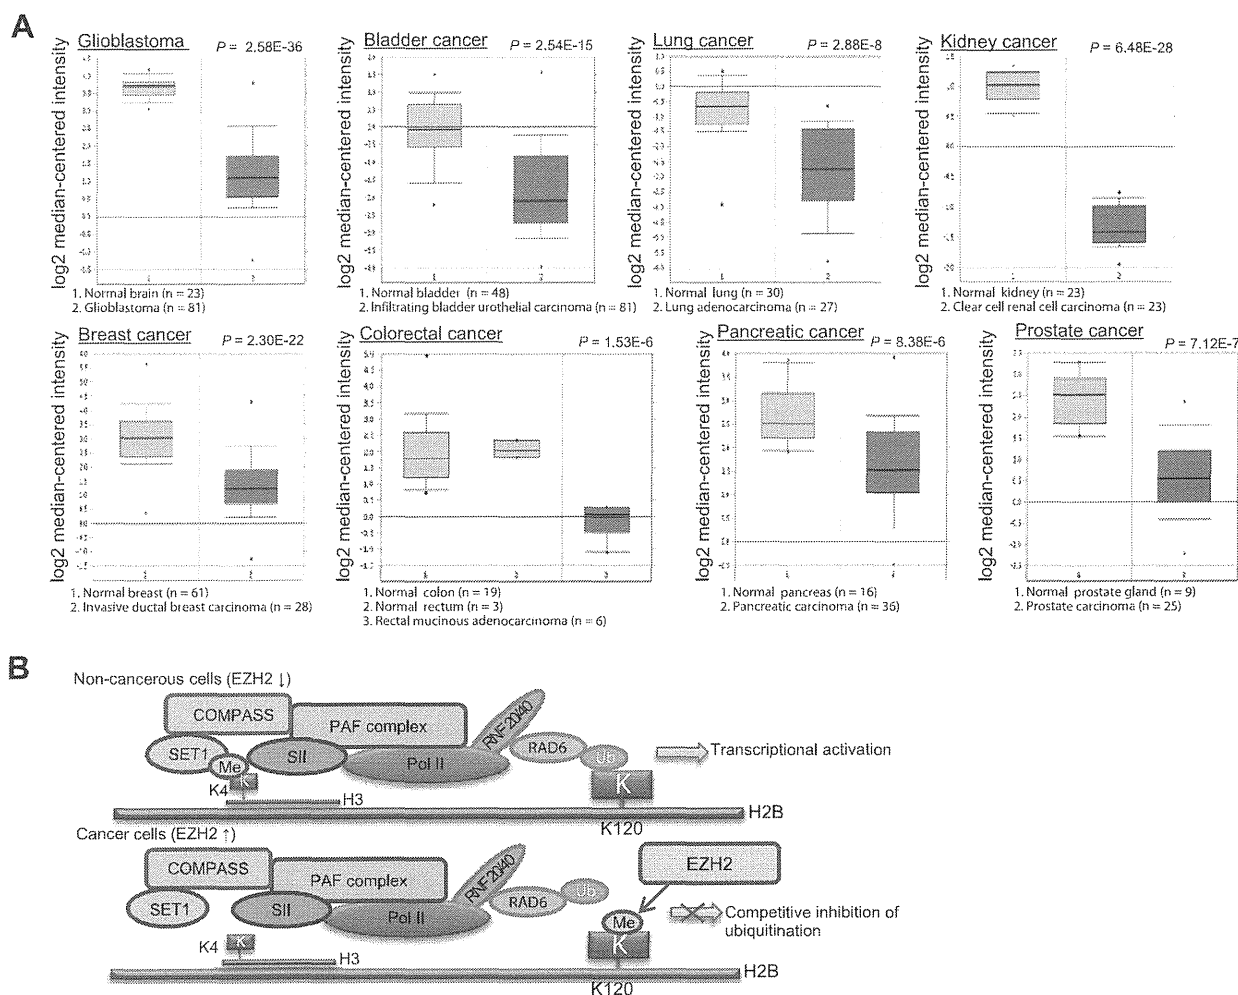 A
Glioblastoma
P = 2.58E-36
log2 median-centered intensity
1. Normal brain (n = 23)
2. Glioblastoma (n = 81)
Bladder cancer
P = 2.54E-15
log2 median-centered intensity
1. Normal bladder (n = 48)
2. Infiltrating bladder urothelial carcinoma (n = 81)
Lung cancer
P = 2.88E-8
log2 median-centered intensity
1. Normal lung (n = 30)
2. Lung adenocarcinoma (n = 27)
Kidney cancer
P = 6.48E-28
log2 median-centered intensity
1. Normal kidney (n = 23)
2. Clear cell renal cell carcinoma (n = 23)
Breast cancer
P = 2.30E-22
log2 median-centered intensity
1. Normal breast (n = 61)
2. Invasive ductal breast carcinoma (n = 28)
Colorectal cancer
P = 1.53E-6
log2 median-centered intensity
1. Normal colon (n = 19)
2. Normal rectum (n = 3)
3. Rectal mucinous adenocarcinoma (n = 6)
Pancreatic cancer
P = 8.38E-6
log2 median-centered intensity
1. Normal pancreas (n = 16)
2. Pancreatic carcinoma (n = 36)
Prostate cancer
P = 7.12E-7
log2 median-centered intensity
1. Normal prostate gland (n = 9)
2. Prostate carcinoma (n = 25)
B
Non-cancerous cells (EZH2 ↓)
COMPASS
PAF complex
RNF20/40
SET1
Me
SII
Pol II
RAD6
Ub
Transcriptional activation
K4
K
K
H3
H2B
K120
Cancer cells (EZH2 ↑)
COMPASS
PAF complex
RNF20/40
EZH2
SET1
SII
Pol II
RAD6
Ub
Me
Competitive inhibition of
ubiquitination
K4
K
K
H3
H2B
K120